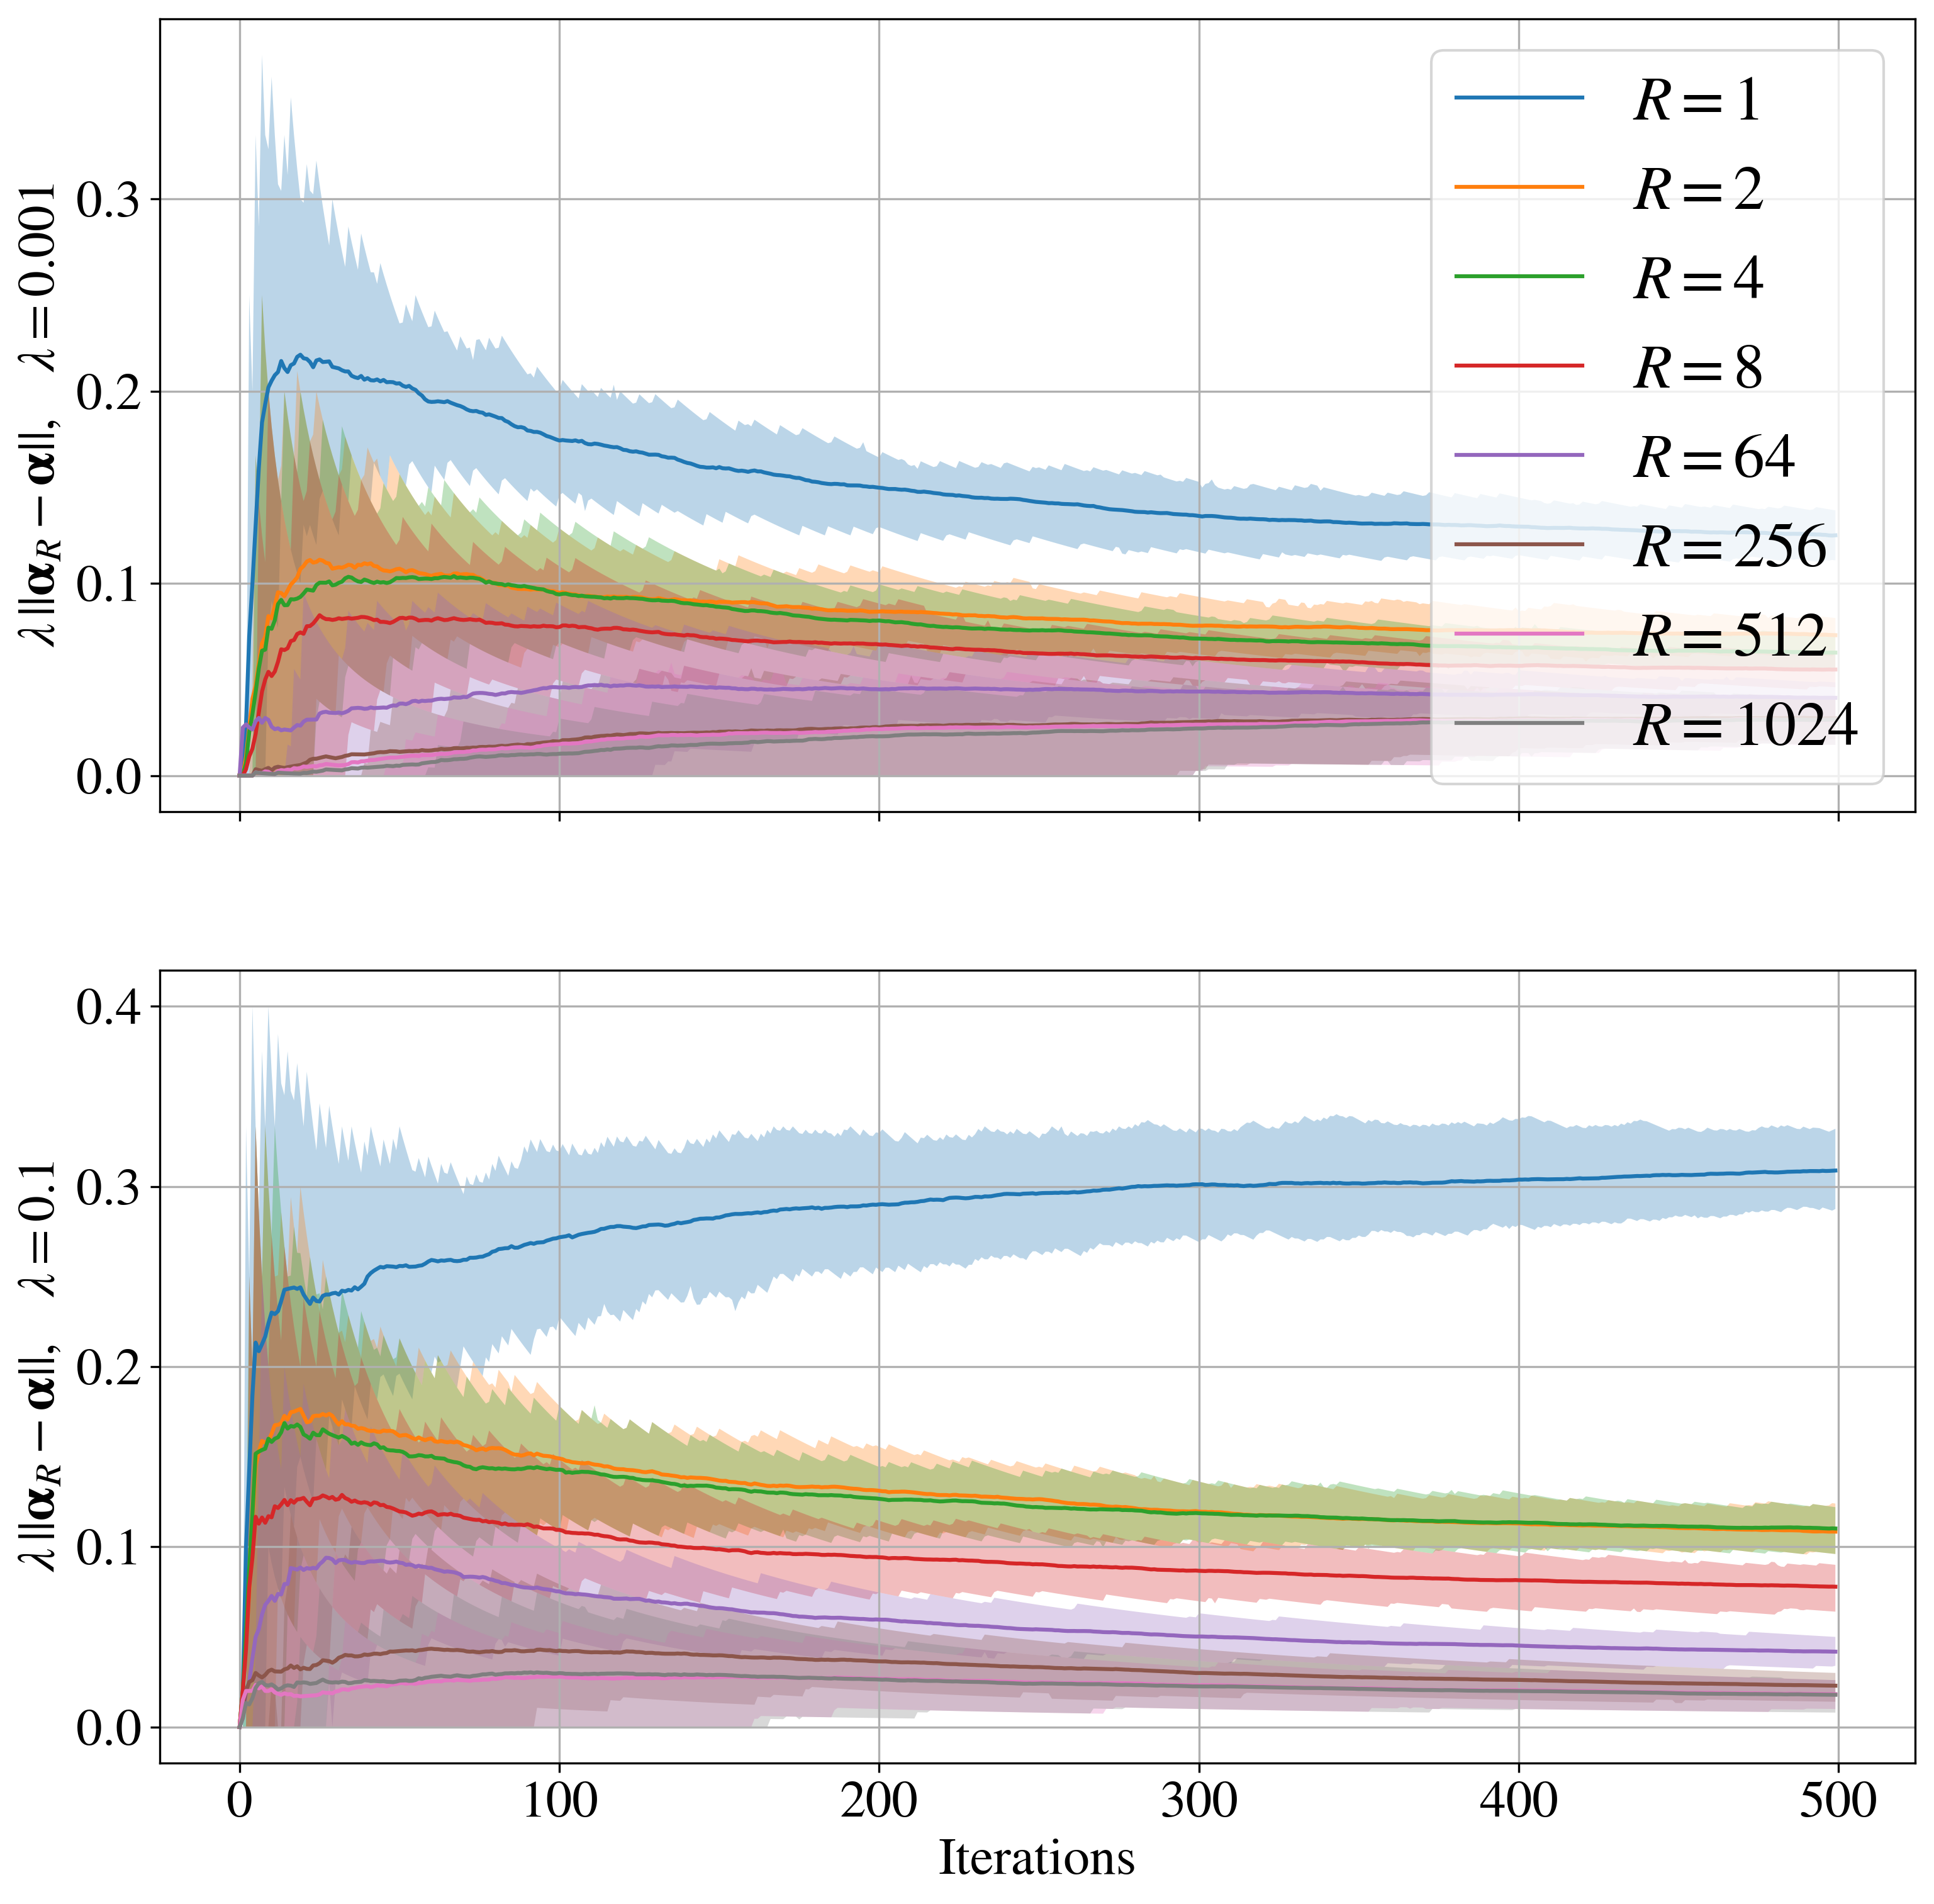 λ||α_R − α||, λ = 0.001
0.3
0.2
0.1
0.0
R = 1
R = 2
R = 4
R = 8
R = 64
R = 256
R = 512
R = 1024
λ||α_R − α||, λ = 0.1
0.4
0.3
0.2
0.1
0.0
0 100 200 300 400 500
Iterations